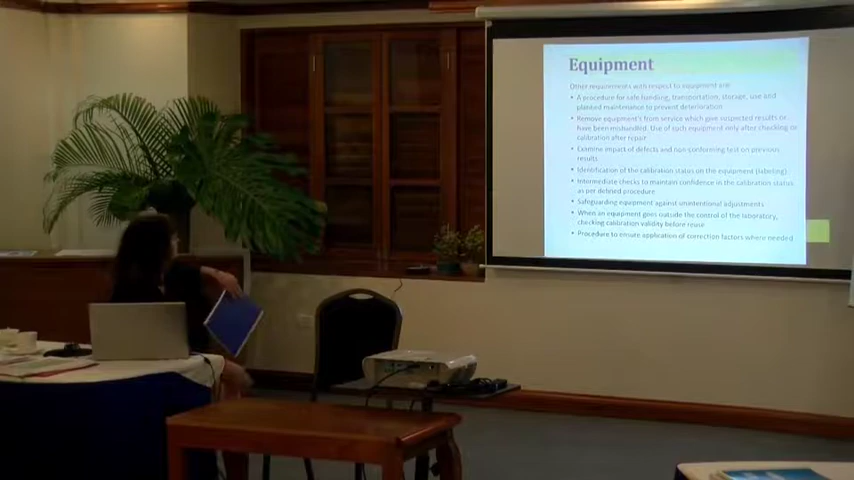 Equipment
Other requirements with respect to equipment are:
• A procedure for safe handling, transportation, storage, use and
planned maintenance to prevent deterioration
• Remove equipment's from service which give suspected results or
have been mishandled. Use of such equipment only after checking or
calibration after repair
• Examine impact of defects and non-conforming test on previous
results
• Identification of the calibration status on the equipment (labeling)
• Intermediate checks to maintain confidence in the calibration status
as per defined procedure
• Safeguarding equipment against unintentional adjustments
• When an equipment goes outside the control of the laboratory,
checking calibration validity before reuse
• Procedure to ensure application of correction factors where needed